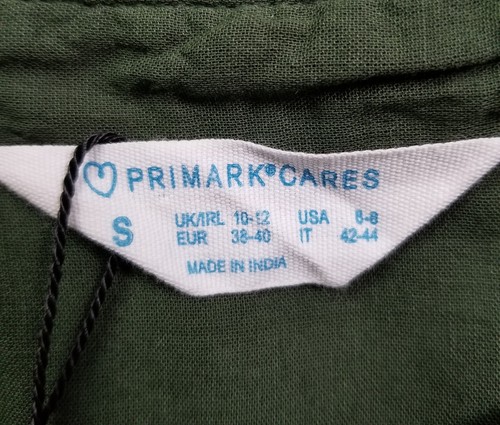 PRIMARK® CARES
S
UK/IRL 10-12 USA 6-8
EUR 38-40 IT 42-44
MADE IN INDIA